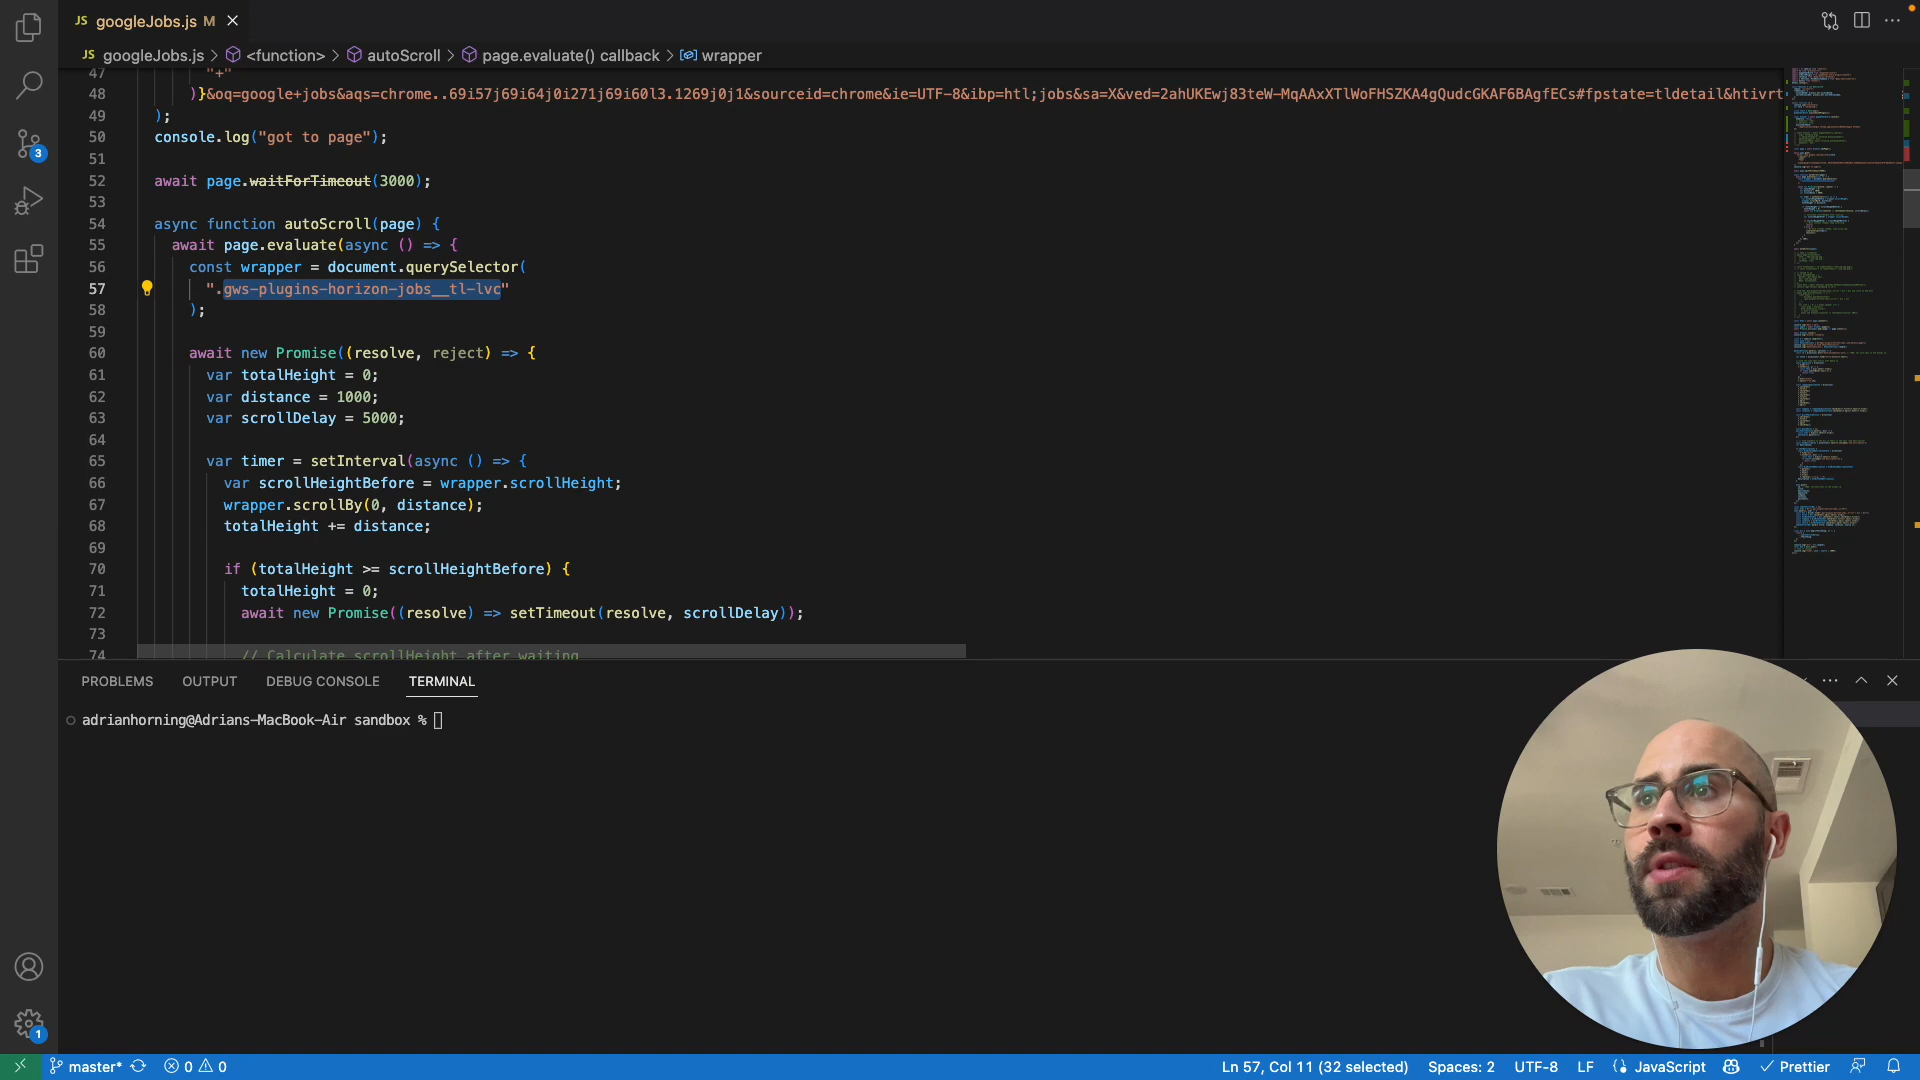 JS googleJobs.js M
JS googleJobs.js > <function> > autoScroll > page.evaluate() callback > wrapper
47 "+"
48 )}&oq=google+jobs&aqs=chrome..69i57j69i64j0i271j69i60l3.1269j0j1&sourceid=chrome&ie=UTF-8&ibp=htl;jobs&sa=X&ved=2ahUKEwj83teW-MqAAxXTlWoFHSZKA4gQudcGKAF6BAgfECs#fpstate=tldetail&htivrt
49 );
50 console.log("got to page");
51
52 await page.waitForTimeout(3000);
53
54 async function autoScroll(page) {
55 await page.evaluate(async () => {
56 const wrapper = document.querySelector(
57 ".gws-plugins-horizon-jobs__tl-lvc"
58 );
59
60 await new Promise((resolve, reject) => {
61 var totalHeight = 0;
62 var distance = 1000;
63 var scrollDelay = 5000;
64
65 var timer = setInterval(async () => {
66 var scrollHeightBefore = wrapper.scrollHeight;
67 wrapper.scrollBy(0, distance);
68 totalHeight += distance;
69
70 if (totalHeight >= scrollHeightBefore) {
71 totalHeight = 0;
72 await new Promise((resolve) => setTimeout(resolve, scrollDelay));
73
74 // Calculate scrollHeight after waiting
3
PROBLEMS OUTPUT DEBUG CONSOLE TERMINAL
adrianhorning@Adrians-MacBook-Air sandbox %
1
master* 0 0 Ln 57, Col 11 (32 selected) Spaces: 2 UTF-8 LF JavaScript Prettier